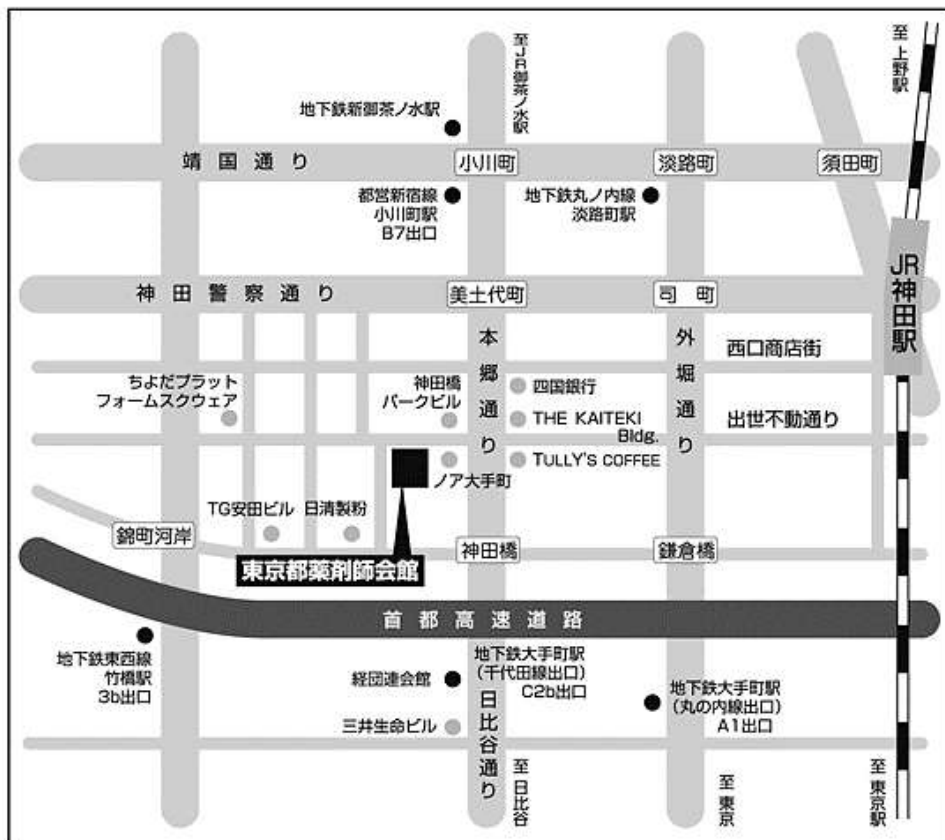 至上野駅
至JR御茶ノ水駅
地下鉄新御茶ノ水駅
靖国通り
小川町
淡路町
須田町
都営新宿線
小川町駅
B7出口
地下鉄丸ノ内線
淡路町駅
JR神田駅
神田警察通り
美土代町
司町
本郷通り
外堀通り
西口商店街
ちよだプラット
フォームスクウェア
神田橋
パークビル
四国銀行
THE KAITEKI
Bldg.
出世不動通り
TULLY'S COFFEE
ノア大手町
TG安田ビル
日清製粉
錦町河岸
神田橋
鎌倉橋
東京都薬剤師会館
首都高速道路
地下鉄東西線
竹橋駅
3b出口
経団連会館
地下鉄大手町駅
(千代田線出口)
C2b出口
地下鉄大手町駅
(丸の内線出口)
A1出口
三井生命ビル
日比谷通り
至日比谷
至東京
至東京駅